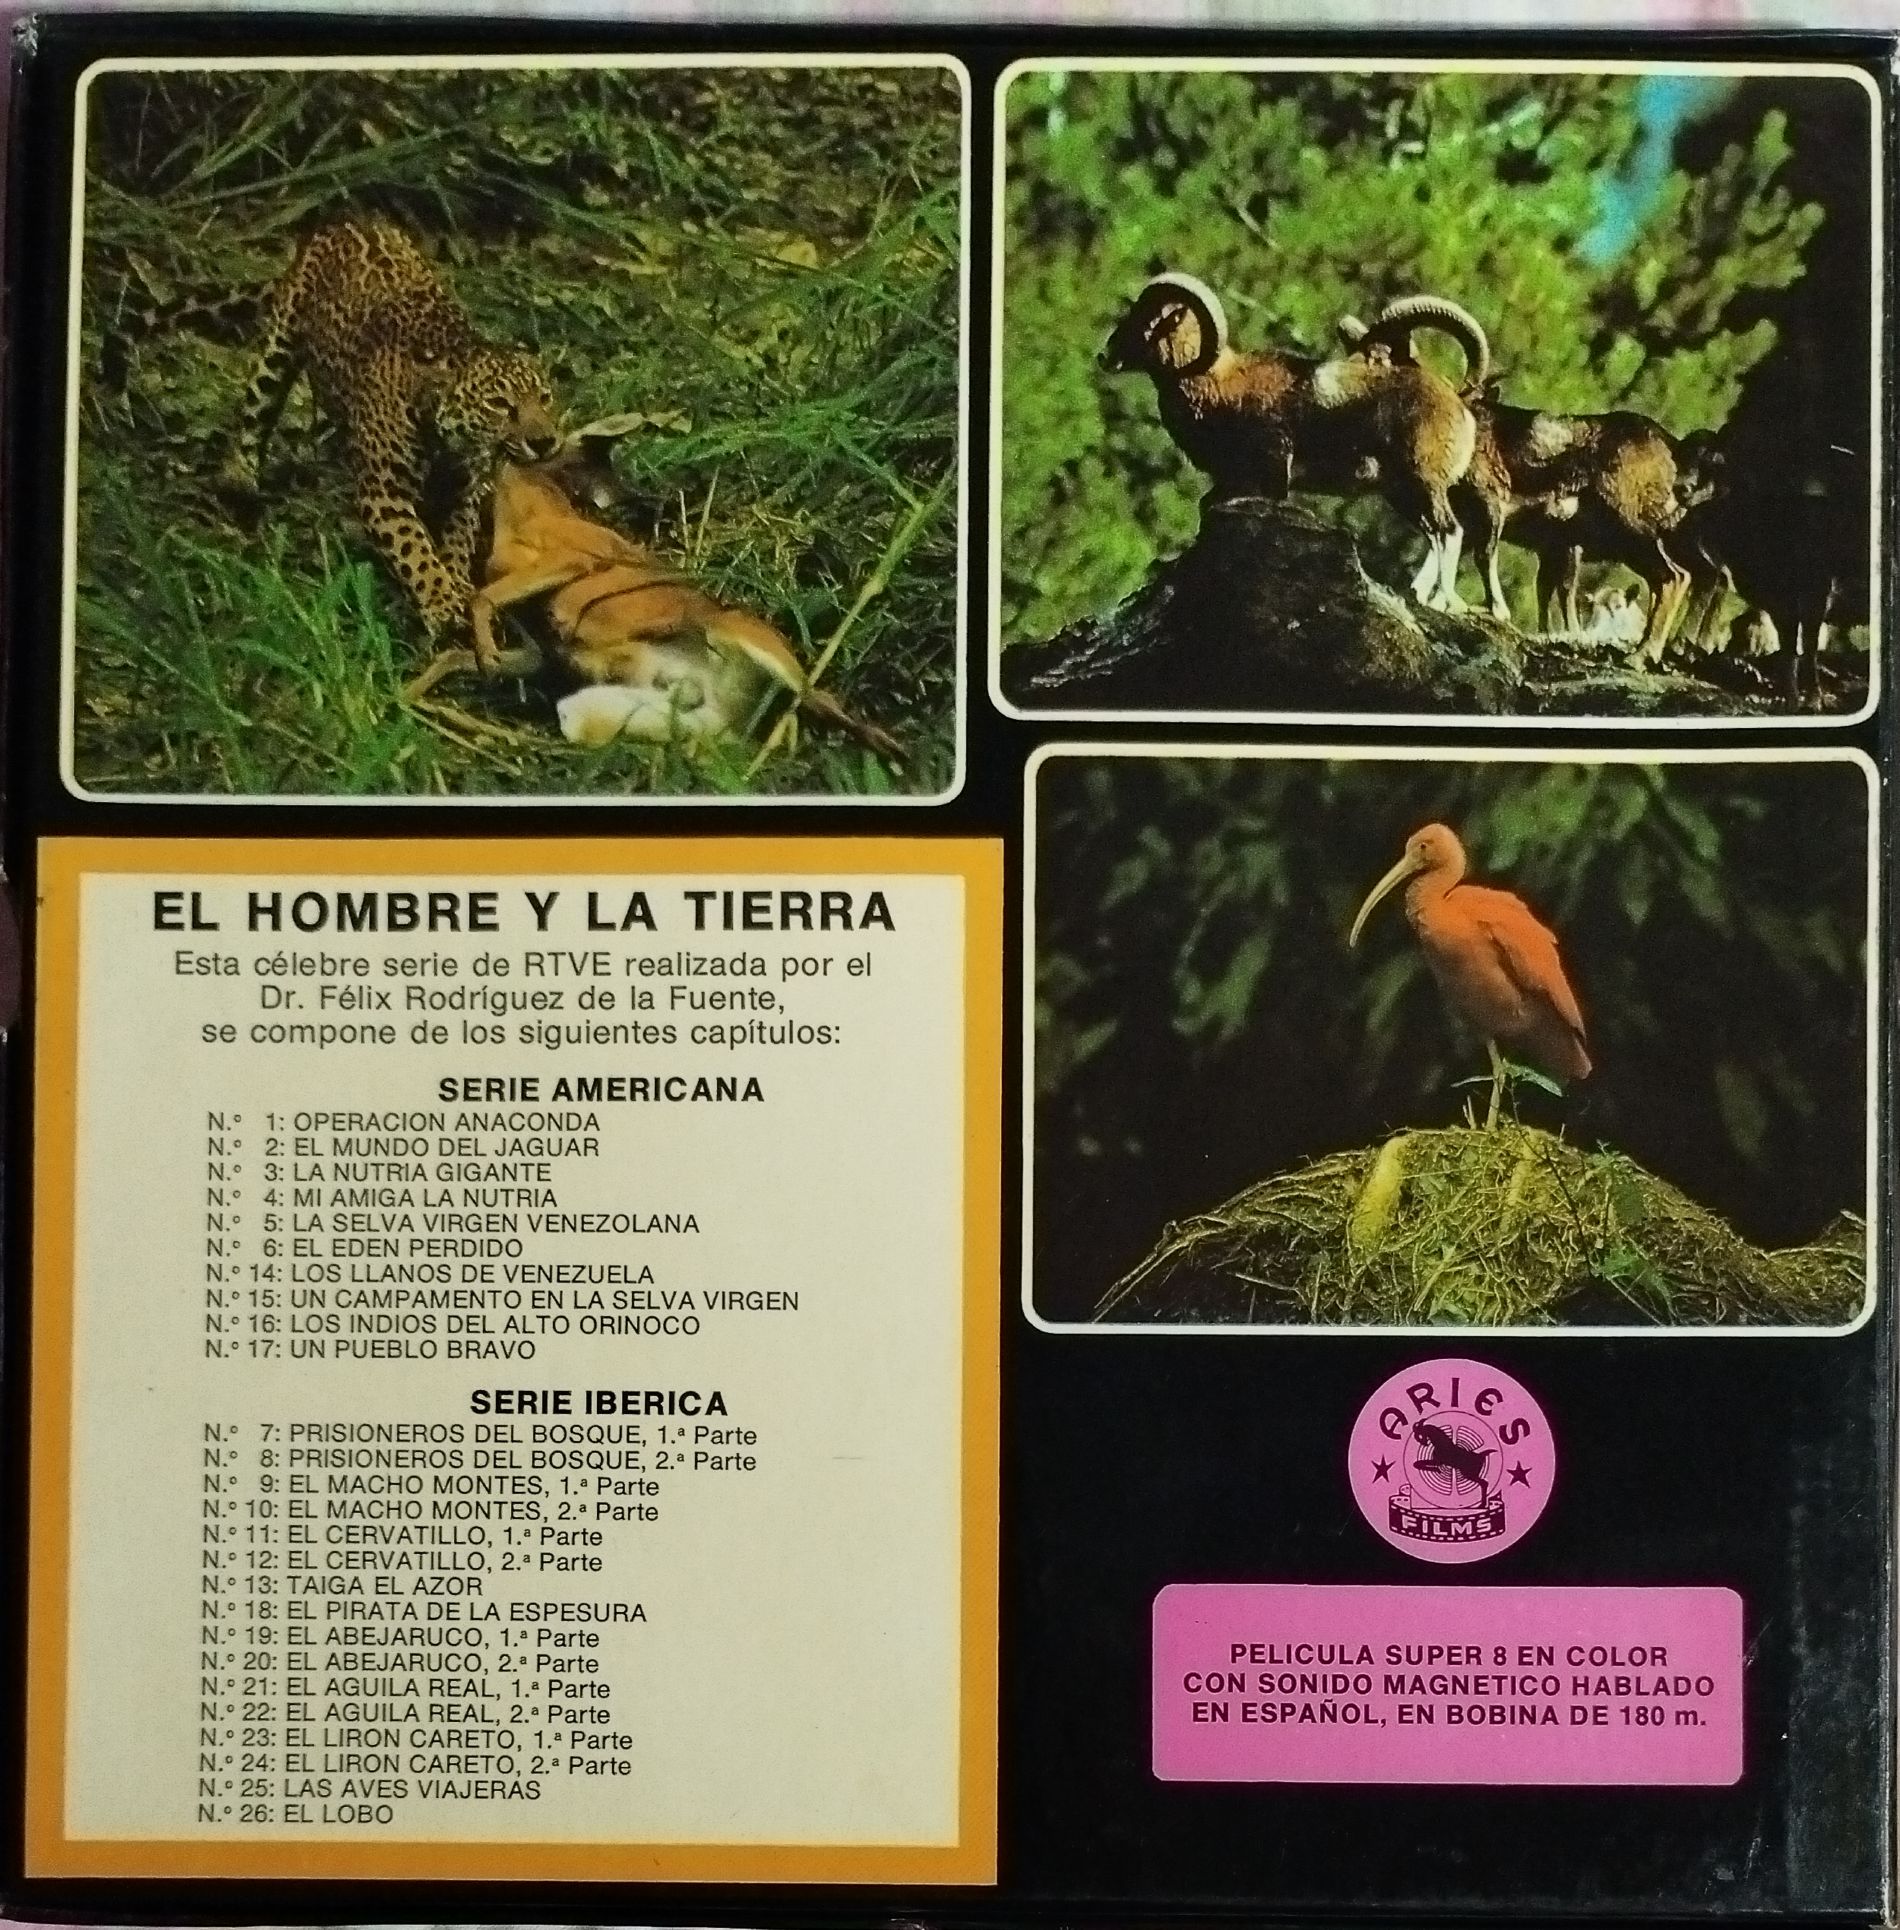 EL HOMBRE Y LA TIERRA
Esta célebre serie de RTVE realizada por el
Dr. Félix Rodríguez de la Fuente,
se compone de los siguientes capítulos:
SERIE AMERICANA
N.º 1: OPERACION ANACONDA
N.º 2: EL MUNDO DEL JAGUAR
N.º 3: LA NUTRIA GIGANTE
N.º 4: MI AMIGA LA NUTRIA
N.º 5: LA SELVA VIRGEN VENEZOLANA
N.º 6: EL EDEN PERDIDO
N.º 14: LOS LLANOS DE VENEZUELA
N.º 15: UN CAMPAMENTO EN LA SELVA VIRGEN
N.º 16: LOS INDIOS DEL ALTO ORINOCO
N.º 17: UN PUEBLO BRAVO
SERIE IBERICA
N.º 7: PRISIONEROS DEL BOSQUE, 1.ª Parte
N.º 8: PRISIONEROS DEL BOSQUE, 2.ª Parte
N.º 9: EL MACHO MONTES, 1.ª Parte
N.º 10: EL MACHO MONTES, 2.ª Parte
N.º 11: EL CERVATILLO, 1.ª Parte
N.º 12: EL CERVATILLO, 2.ª Parte
N.º 13: TAIGA EL AZOR
N.º 18: EL PIRATA DE LA ESPESURA
N.º 19: EL ABEJARUCO, 1.ª Parte
N.º 20: EL ABEJARUCO, 2.ª Parte
N.º 21: EL AGUILA REAL, 1.ª Parte
N.º 22: EL AGUILA REAL, 2.ª Parte
N.º 23: EL LIRON CARETO, 1.ª Parte
N.º 24: EL LIRON CARETO, 2.ª Parte
N.º 25: LAS AVES VIAJERAS
N.º 26: EL LOBO
ARIES
FILMS
PELICULA SUPER 8 EN COLOR
CON SONIDO MAGNETICO HABLADO
EN ESPAÑOL, EN BOBINA DE 180 m.